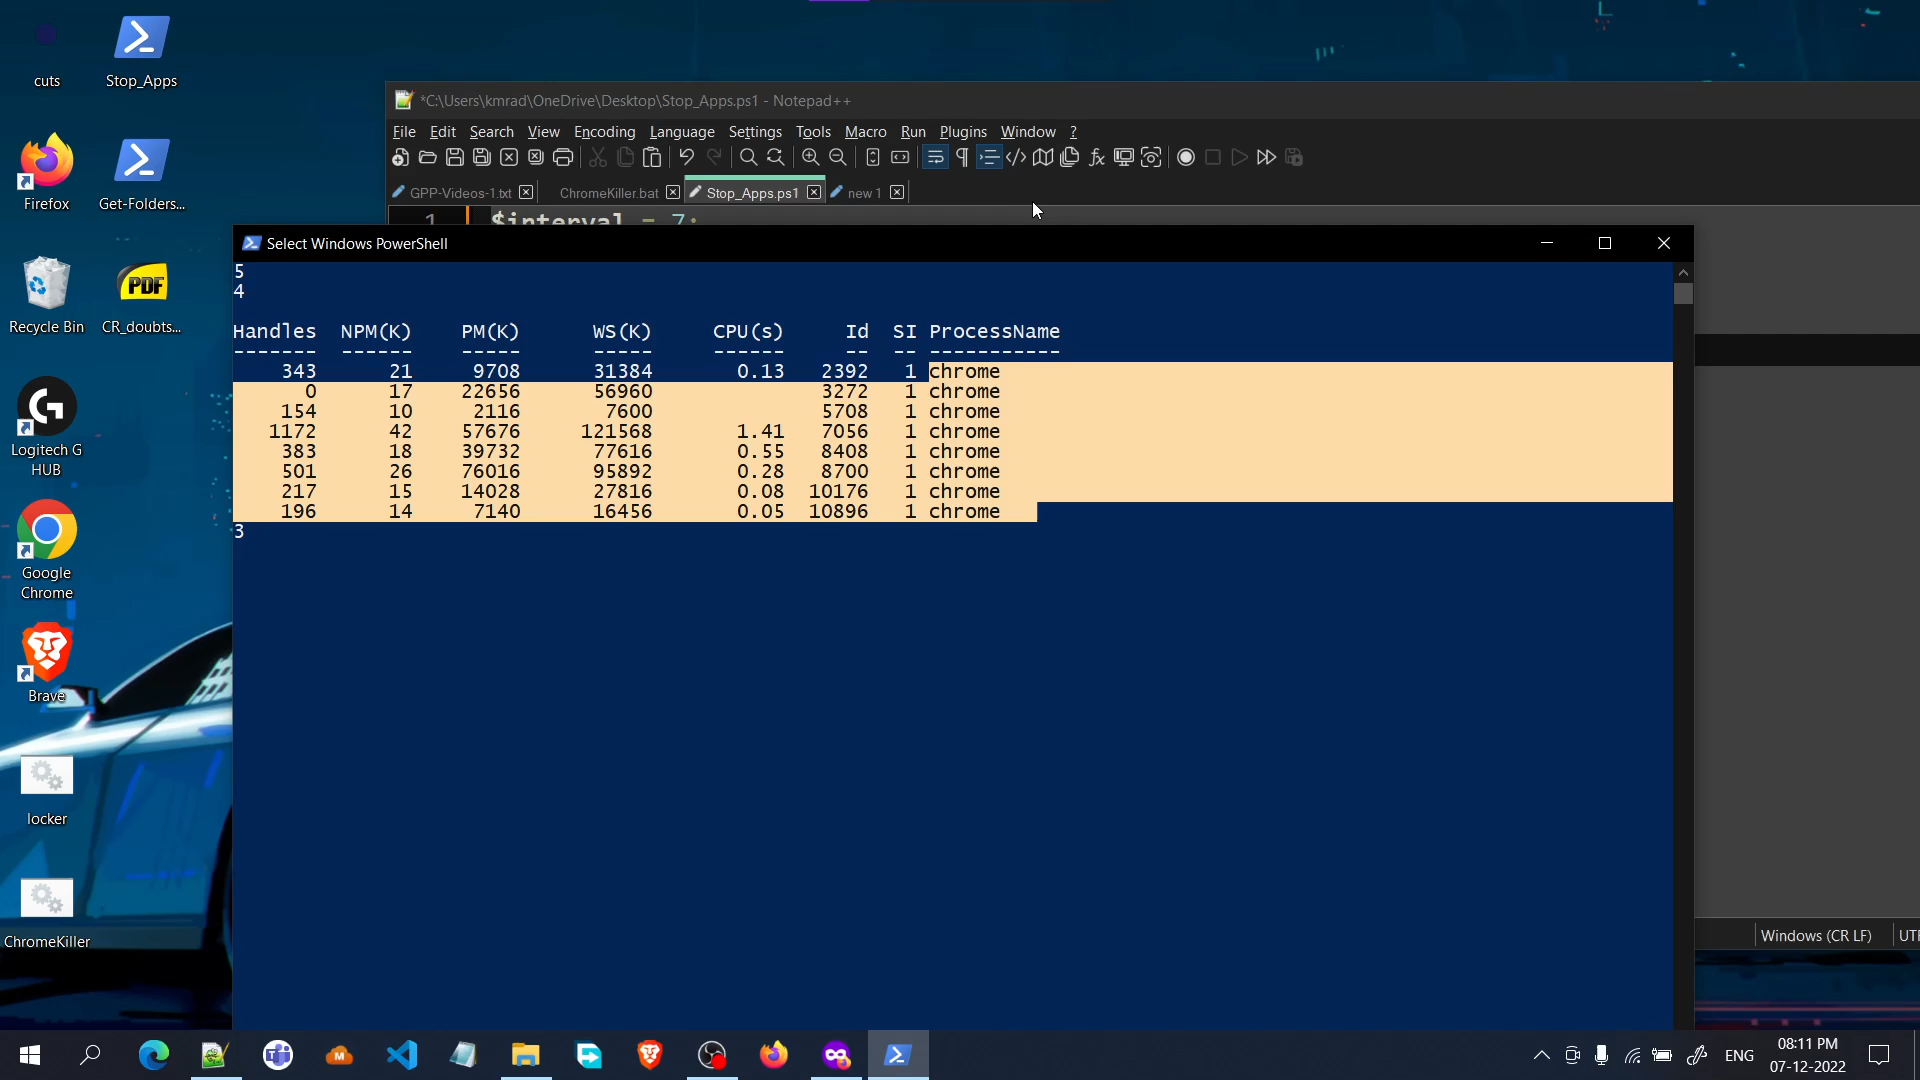 cuts
Stop_Apps
Firefox
Get-Folders...
Recycle Bin
PDF
CR_doubts...
Logitech G
HUB
Google
Chrome
Brave
locker
ChromeKiller
*C:\Users\kmrad\OneDrive\Desktop\Stop_Apps.ps1 - Notepad++
File Edit Search View Encoding Language Settings Tools Macro Run Plugins Window ?
GPP-Videos-1.txt ChromeKiller.bat Stop_Apps.ps1 new 1
1 $interval = 7;
Select Windows PowerShell
5
4
Handles NPM(K) PM(K) WS(K) CPU(s) Id SI ProcessName
------- ------ ----- ----- ------ -- -- -----------
343 21 9708 31384 0.13 2392 1 chrome
0 17 22656 56960 3272 1 chrome
154 10 2116 7600 5708 1 chrome
1172 42 57676 121568 1.41 7056 1 chrome
383 18 39732 77616 0.55 8408 1 chrome
501 26 76016 95892 0.28 8700 1 chrome
217 15 14028 27816 0.08 10176 1 chrome
196 14 7140 16456 0.05 10896 1 chrome
3
Windows (CR LF) UTF
ENG
08:11 PM
07-12-2022